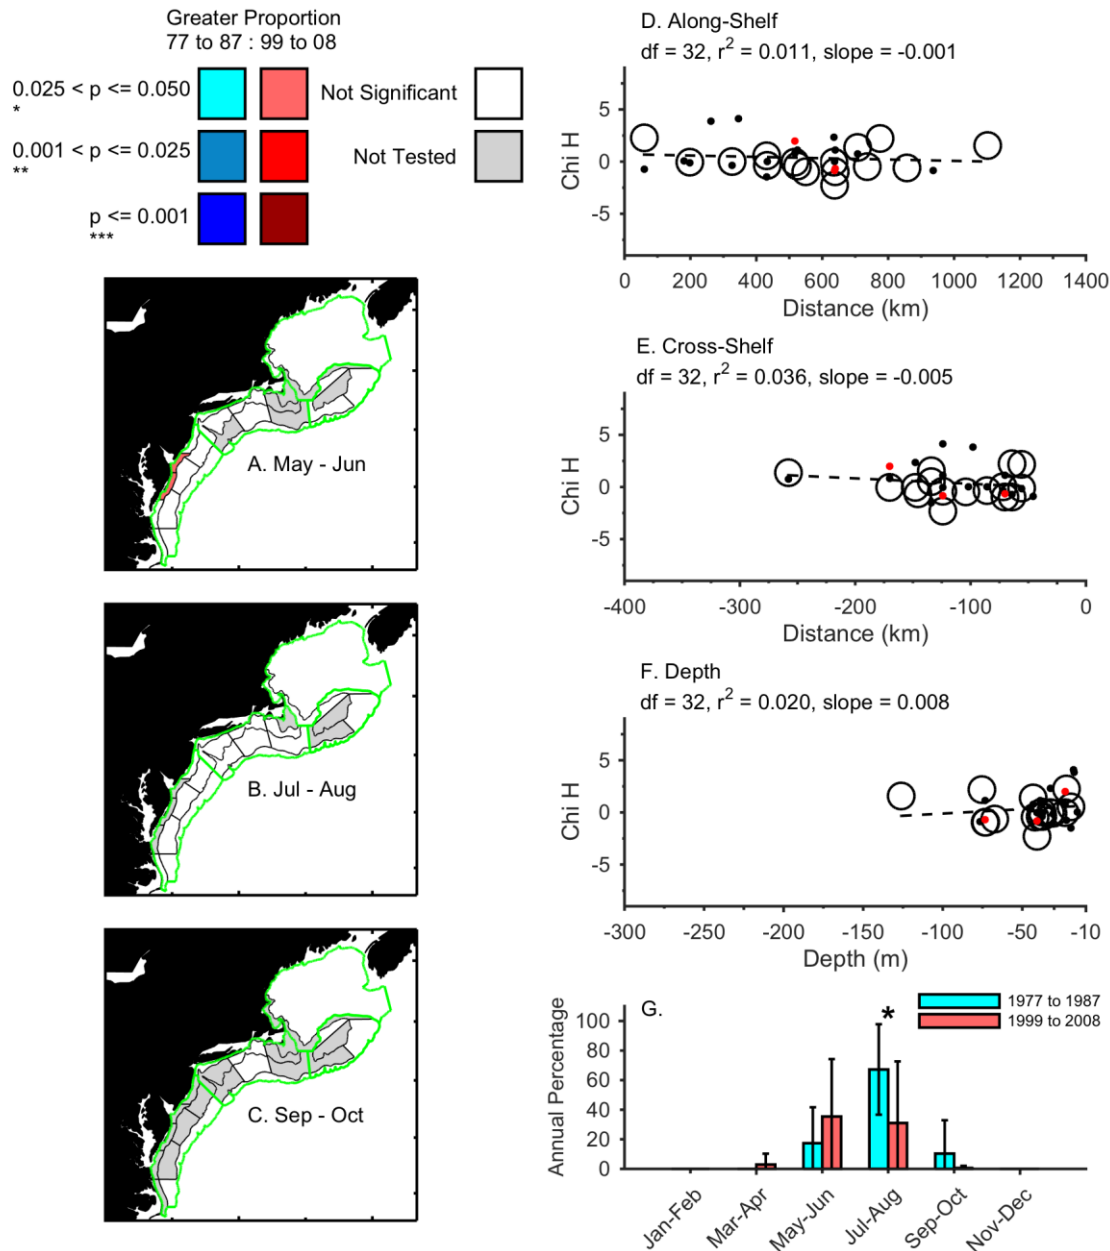 Greater Proportion
77 to 87 : 99 to 08
0.025 < p <= 0.050
*
Not Significant
0.001 < p <= 0.025
**
Not Tested
p <= 0.001
***
A. May - Jun
B. Jul - Aug
C. Sep - Oct
D. Along-Shelf
df = 32, r² = 0.011, slope = -0.001
Chi H
5
0
-5
0 200 400 600 800 1000 1200 1400
Distance (km)
E. Cross-Shelf
df = 32, r² = 0.036, slope = -0.005
Chi H
5
0
-5
-400 -300 -200 -100 0
Distance (km)
F. Depth
df = 32, r² = 0.020, slope = 0.008
Chi H
5
0
-5
-300 -250 -200 -150 -100 -50 -10
Depth (m)
G.
*
1977 to 1987
1999 to 2008
Annual Percentage
100
80
60
40
20
0
Jan-Feb Mar-Apr May-Jun Jul-Aug Sep-Oct Nov-Dec